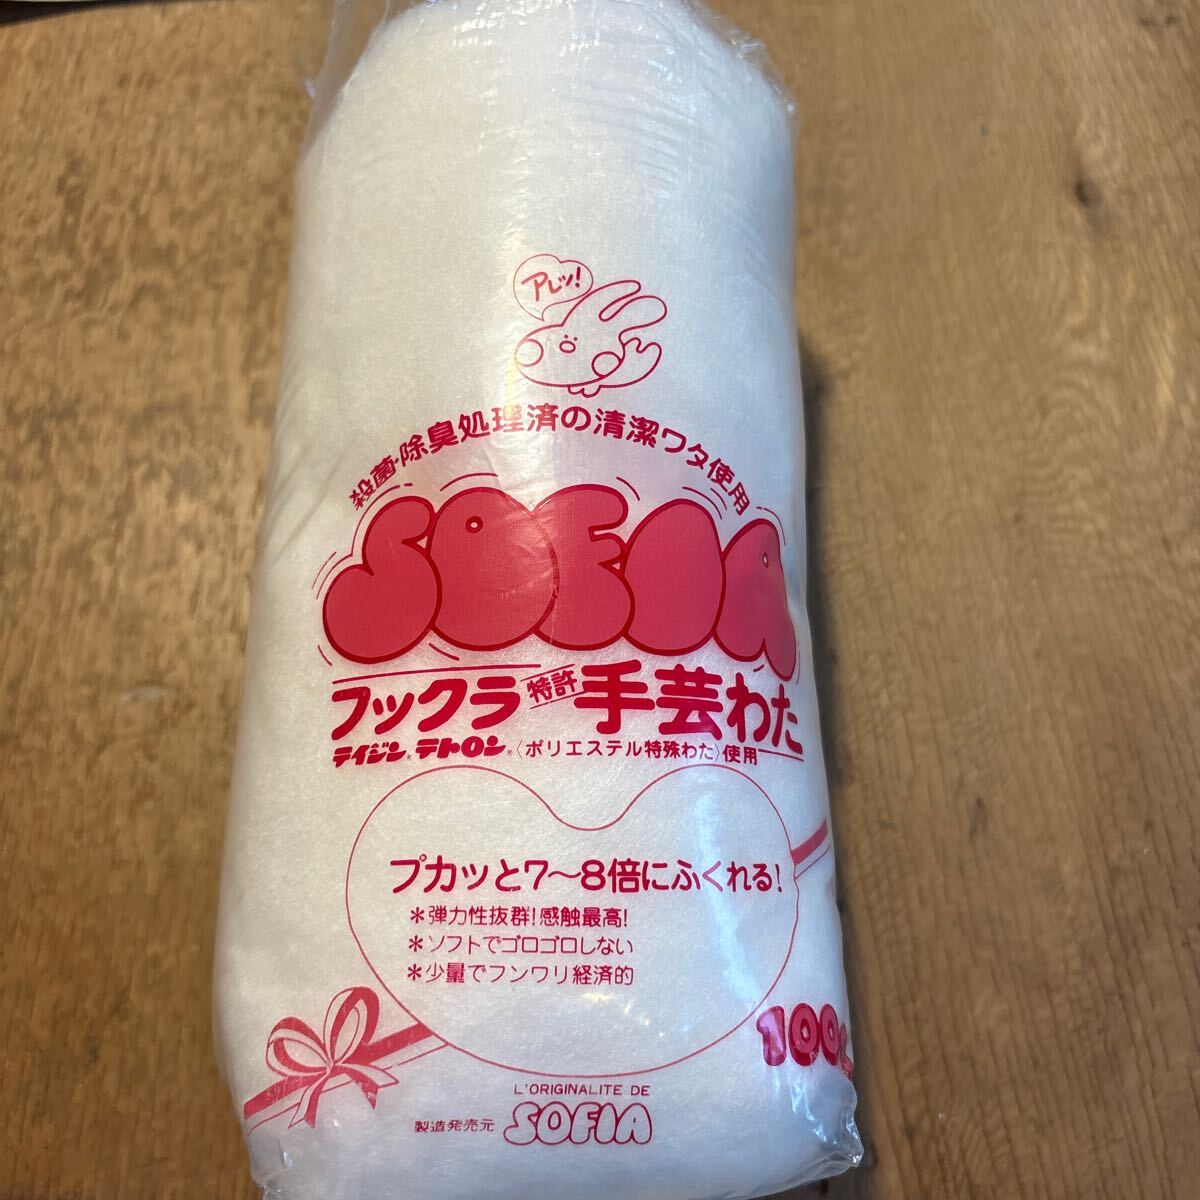 アレッ!
殺菌・除臭処理済の清潔ワタ使用
SOFIA
フックラ特許手芸わた
テイジン® テトロン®〈ポリエステル特殊わた〉使用
プカッと7〜8倍にふくれる!
*弾力性抜群!感触最高!
*ソフトでゴロゴロしない
*少量でフンワリ経済的
100
L'ORIGINALITE DE
製造発売元 SOFIA